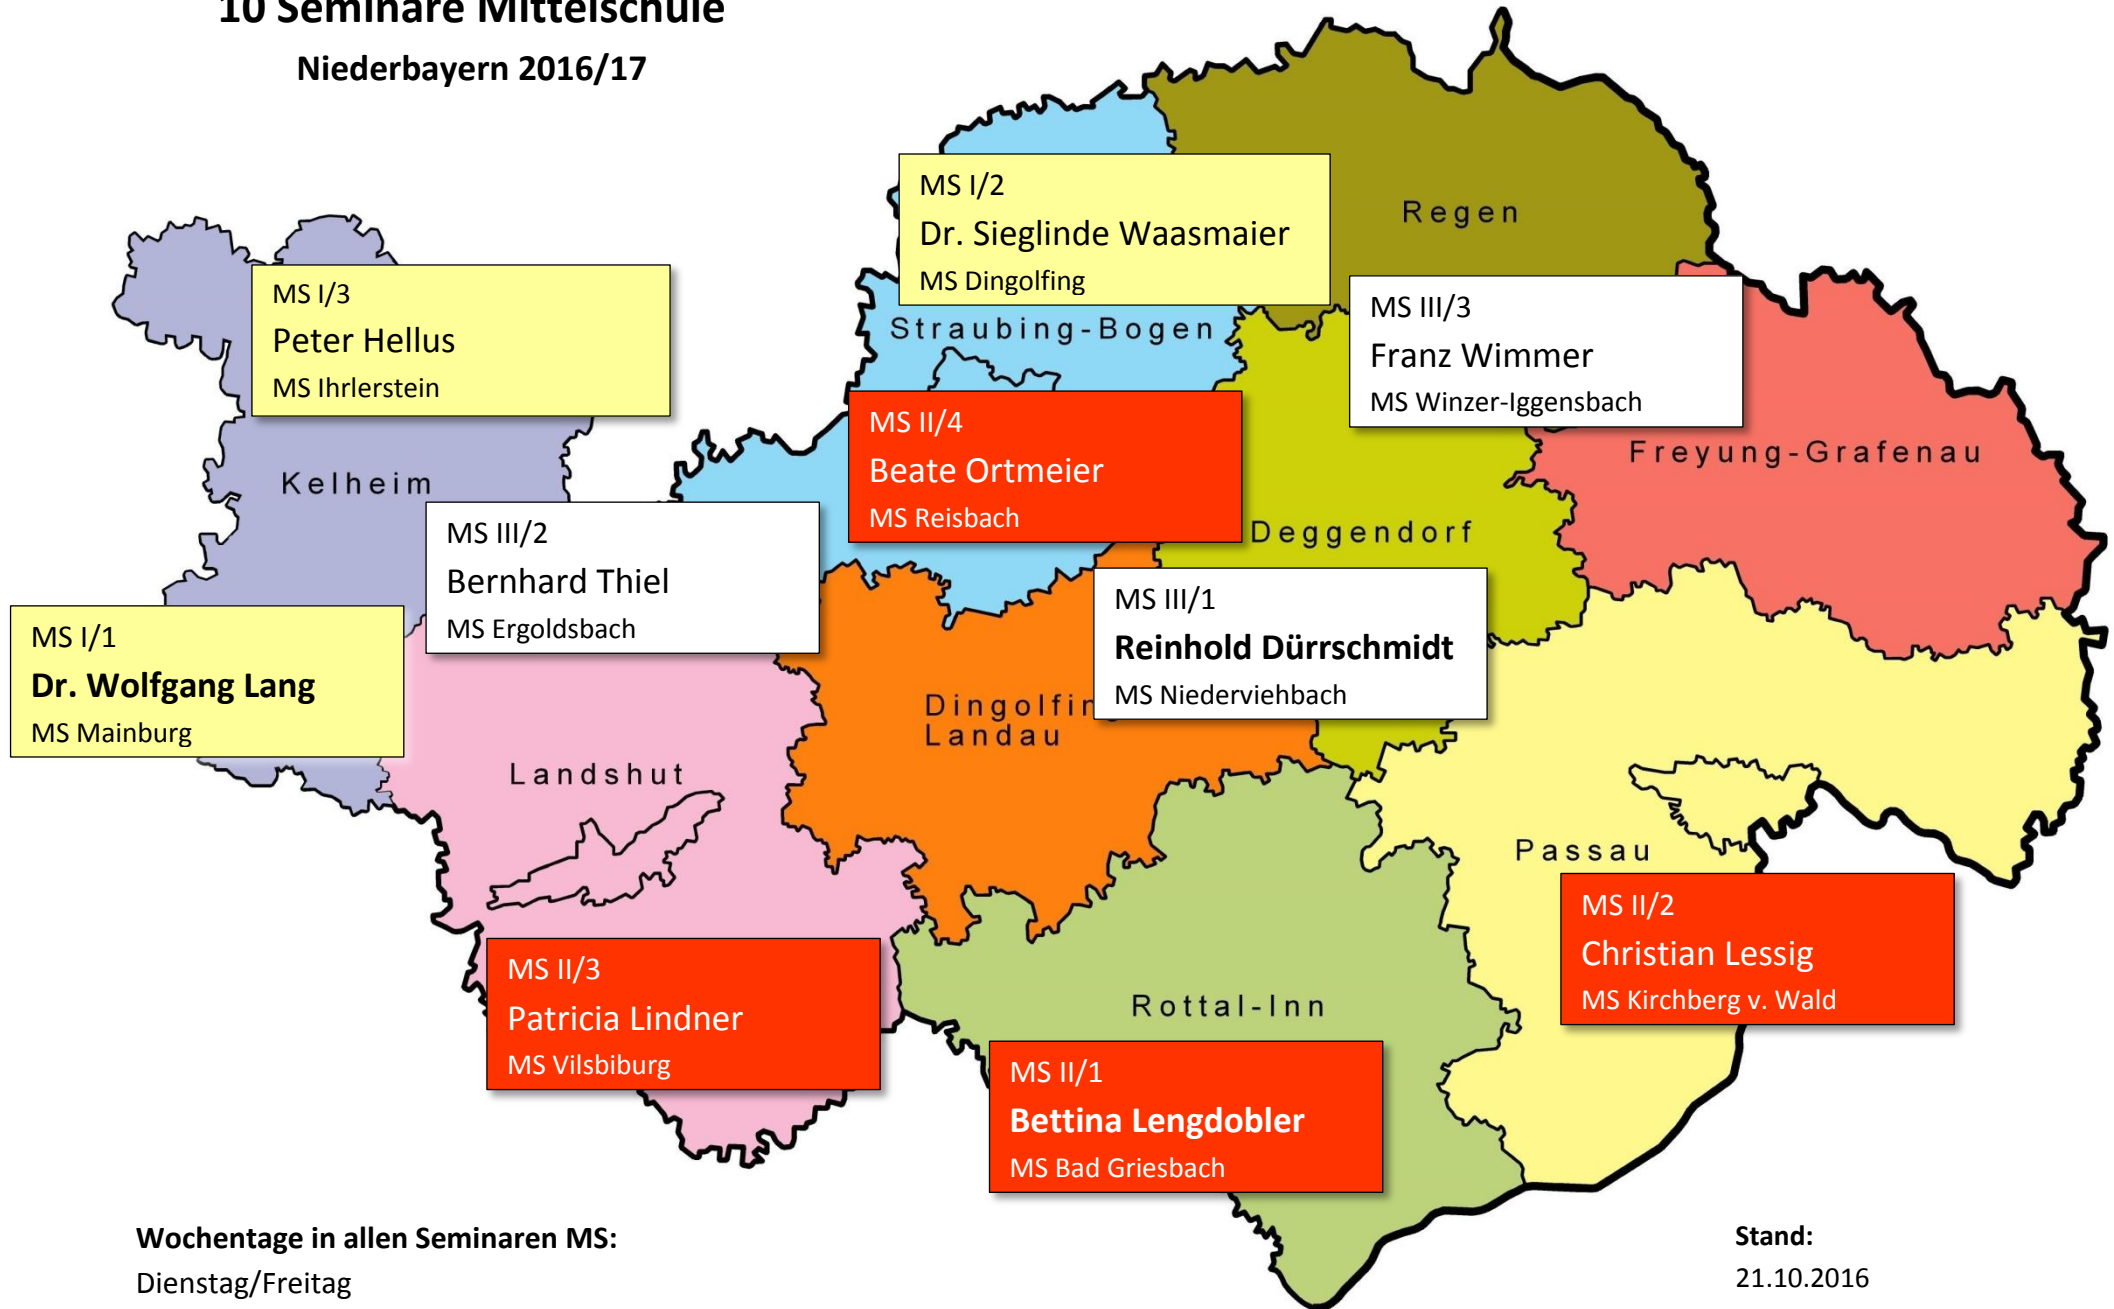 10 Seminare Mittelschule
Niederbayern 2016/17
MS I/2
Dr. Sieglinde Waasmaier
MS Dingolfing
Regen
MS I/3
Peter Hellus
MS Ihrlerstein
Straubing-Bogen
MS III/3
Franz Wimmer
MS Winzer-Iggensbach
MS II/4
Beate Ortmeier
MS Reisbach
Freyung-Grafenau
Kelheim
MS III/2
Bernhard Thiel
MS Ergoldsbach
Deggendorf
MS III/1
Reinhold Dürrschmidt
MS Niederviehbach
MS I/1
Dr. Wolfgang Lang
MS Mainburg
Dingolfin
Landau
Landshut
Passau
MS II/2
Christian Lessig
MS Kirchberg v. Wald
MS II/3
Patricia Lindner
MS Vilsbiburg
Rottal-Inn
MS II/1
Bettina Lengdobler
MS Bad Griesbach
Wochentage in allen Seminaren MS:
Dienstag/Freitag
Stand:
21.10.2016